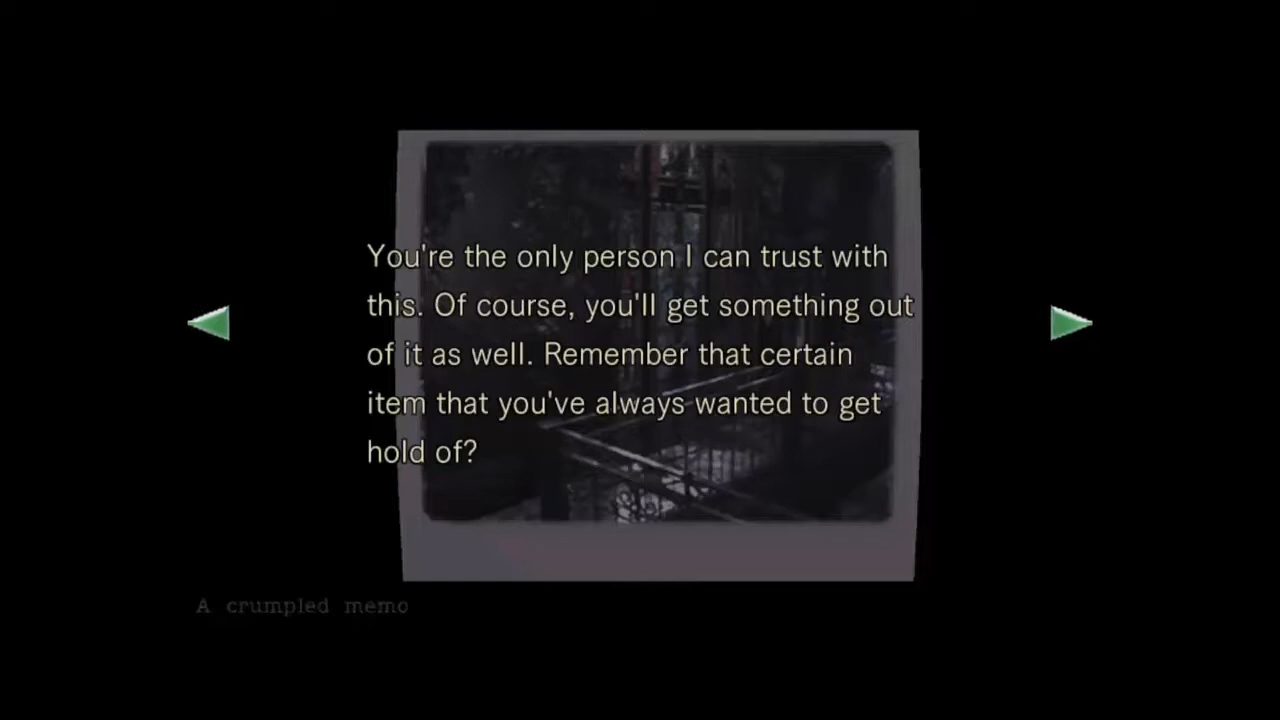 You're the only person I can trust with
this. Of course, you'll get something out
of it as well. Remember that certain
item that you've always wanted to get
hold of?
A crumpled memo